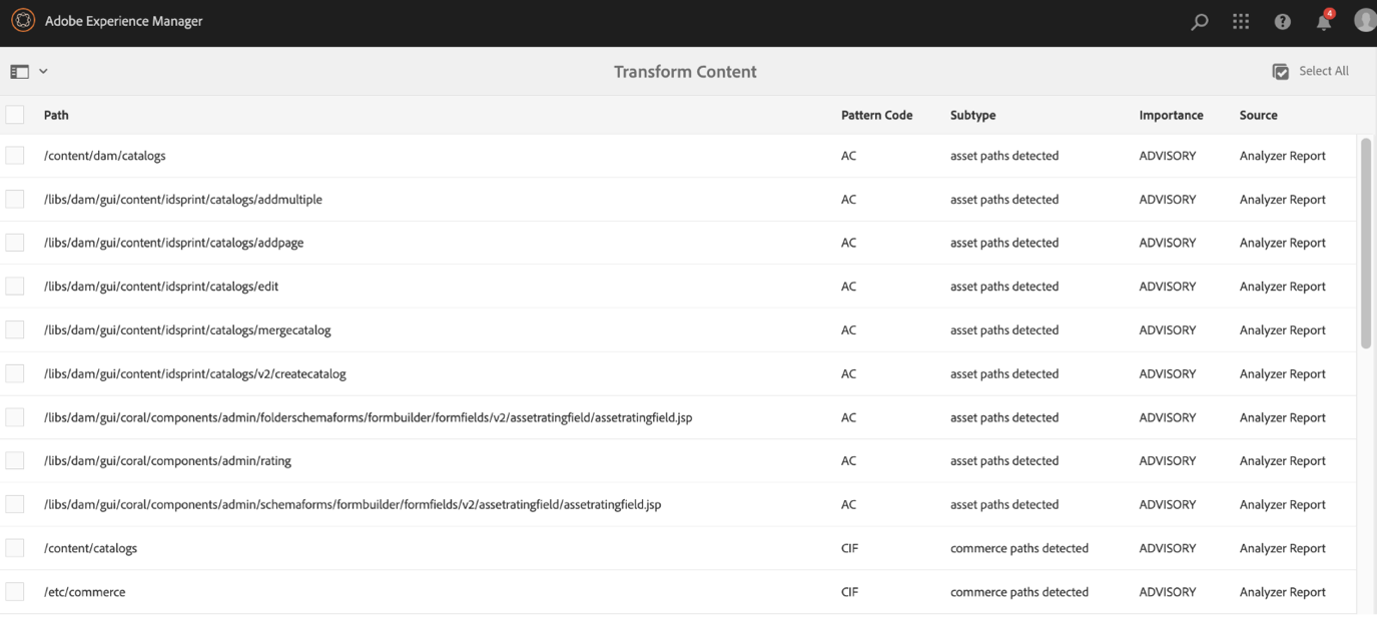 Adobe Experience Manager
4
Transform Content
Select All
Path Pattern Code Subtype Importance Source
/content/dam/catalogs AC asset paths detected ADVISORY Analyzer Report
/libs/dam/gui/content/idsprint/catalogs/addmultiple AC asset paths detected ADVISORY Analyzer Report
/libs/dam/gui/content/idsprint/catalogs/addpage AC asset paths detected ADVISORY Analyzer Report
/libs/dam/gui/content/idsprint/catalogs/edit AC asset paths detected ADVISORY Analyzer Report
/libs/dam/gui/content/idsprint/catalogs/mergecatalog AC asset paths detected ADVISORY Analyzer Report
/libs/dam/gui/content/idsprint/catalogs/v2/createcatalog AC asset paths detected ADVISORY Analyzer Report
/libs/dam/gui/coral/components/admin/folderschemaforms/formbuilder/formfields/v2/assetratingfield/assetratingfield.jsp AC asset paths detected ADVISORY Analyzer Report
/libs/dam/gui/coral/components/admin/rating AC asset paths detected ADVISORY Analyzer Report
/libs/dam/gui/coral/components/admin/schemaforms/formbuilder/formfields/v2/assetratingfield/assetratingfield.jsp AC asset paths detected ADVISORY Analyzer Report
/content/catalogs CIF commerce paths detected ADVISORY Analyzer Report
/etc/commerce CIF commerce paths detected ADVISORY Analyzer Report